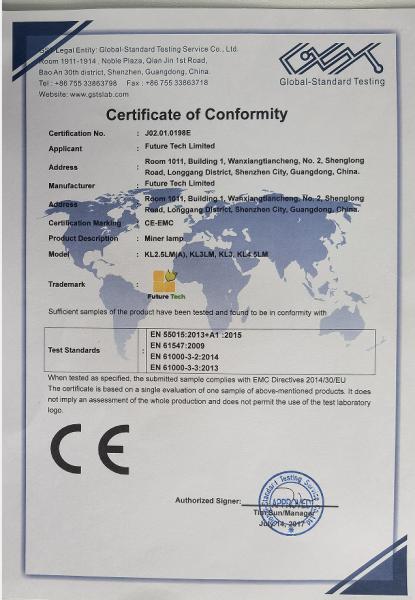 GST Legal Entity: Global-Standard Testing Service Co., Ltd.
Room 1911-1914 , Noble Plaza, Qian Jin 1st Road,
Bao An 30th district, Shenzhen, Guangdong, China.
Tel : +86 755 33863798 Fax : +86 755 33863718
Website: www.gstslab.com
Global-Standard Testing
Certificate of Conformity
Certification No. : J02.01.0198E
Applicant : Future Tech Limited
Address : Room 1011, Building 1, Wanxiangtiancheng, No. 2, Shenglong
Road, Longgang District, Shenzhen City, Guangdong, China.
Manufacturer : Future Tech Limited
Address : Room 1011, Building 1, Wanxiangtiancheng, No. 2, Shenglong
Road, Longgang District, Shenzhen City, Guangdong, China.
Certification Marking : CE-EMC
Product Description : Miner lamp
Model : KL2.5LM(A), KL3LM, KL3, KL4.5LM
Trademark :
Future Tech
Sufficient samples of the product have been tested and found to be in conformity with
Test Standards :
EN 55015:2013+A1 :2015
EN 61547:2009
EN 61000-3-2:2014
EN 61000-3-3:2013
When tested as specified, the submitted sample complies with EMC Directives 2014/30/EU
The certificate is based on a single evaluation of one sample of above-mentioned products. It does
not imply an assessment of the whole production and does not permit the use of the test laboratory
logo.
CE
Authorized Signer:
APPROVED
Tim Sun/Manager
July 14, 2017